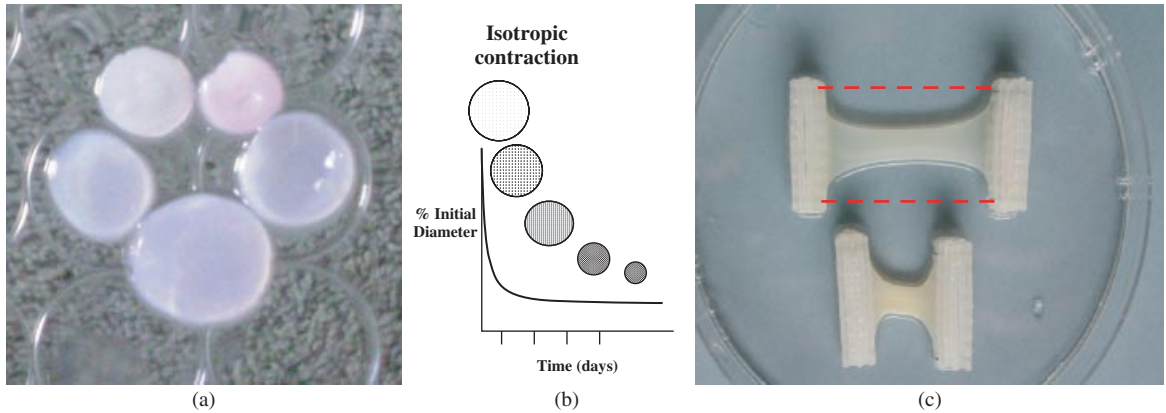 Isotropic
contraction
% Initial
Diameter
Time (days)
(a)
(b)
(c)